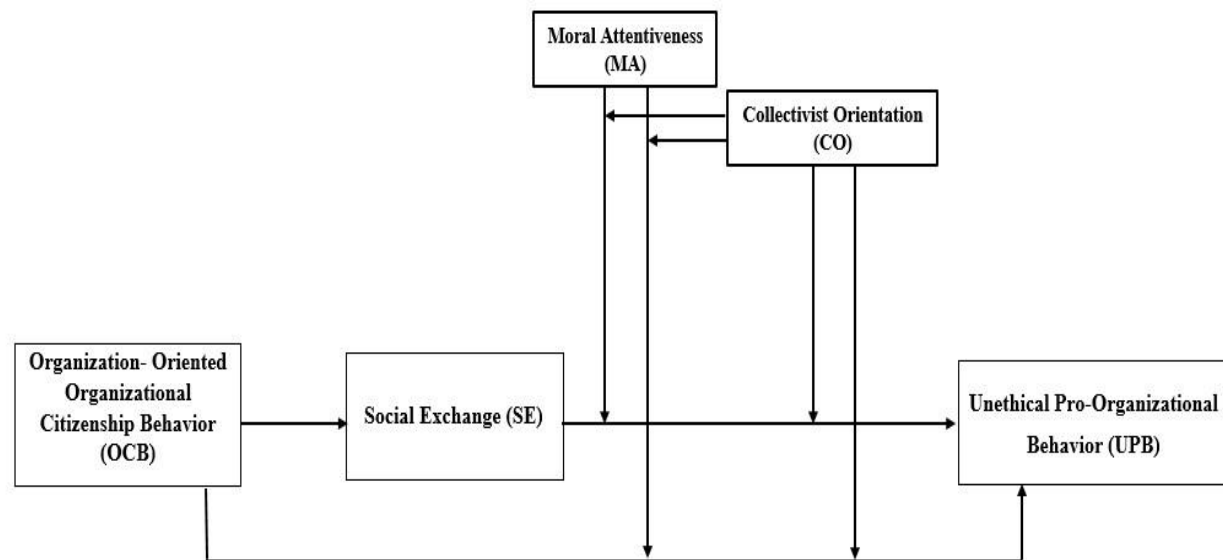 Moral Attentiveness
(MA)
Collectivist Orientation
(CO)
Organization- Oriented
Organizational
Citizenship Behavior
(OCB)
Social Exchange (SE)
Unethical Pro-Organizational
Behavior (UPB)